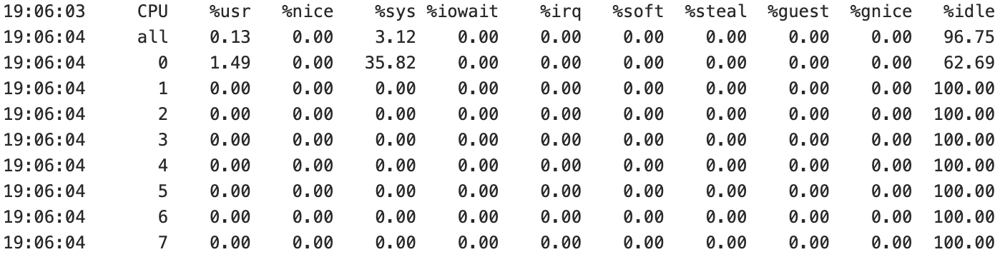 19:06:03     CPU    %usr   %nice    %sys %iowait    %irq   %soft  %steal  %guest  %gnice   %idle
19:06:04     all    0.13    0.00    3.12    0.00    0.00    0.00    0.00    0.00    0.00   96.75
19:06:04       0    1.49    0.00   35.82    0.00    0.00    0.00    0.00    0.00    0.00   62.69
19:06:04       1    0.00    0.00    0.00    0.00    0.00    0.00    0.00    0.00    0.00  100.00
19:06:04       2    0.00    0.00    0.00    0.00    0.00    0.00    0.00    0.00    0.00  100.00
19:06:04       3    0.00    0.00    0.00    0.00    0.00    0.00    0.00    0.00    0.00  100.00
19:06:04       4    0.00    0.00    0.00    0.00    0.00    0.00    0.00    0.00    0.00  100.00
19:06:04       5    0.00    0.00    0.00    0.00    0.00    0.00    0.00    0.00    0.00  100.00
19:06:04       6    0.00    0.00    0.00    0.00    0.00    0.00    0.00    0.00    0.00  100.00
19:06:04       7    0.00    0.00    0.00    0.00    0.00    0.00    0.00    0.00    0.00  100.00